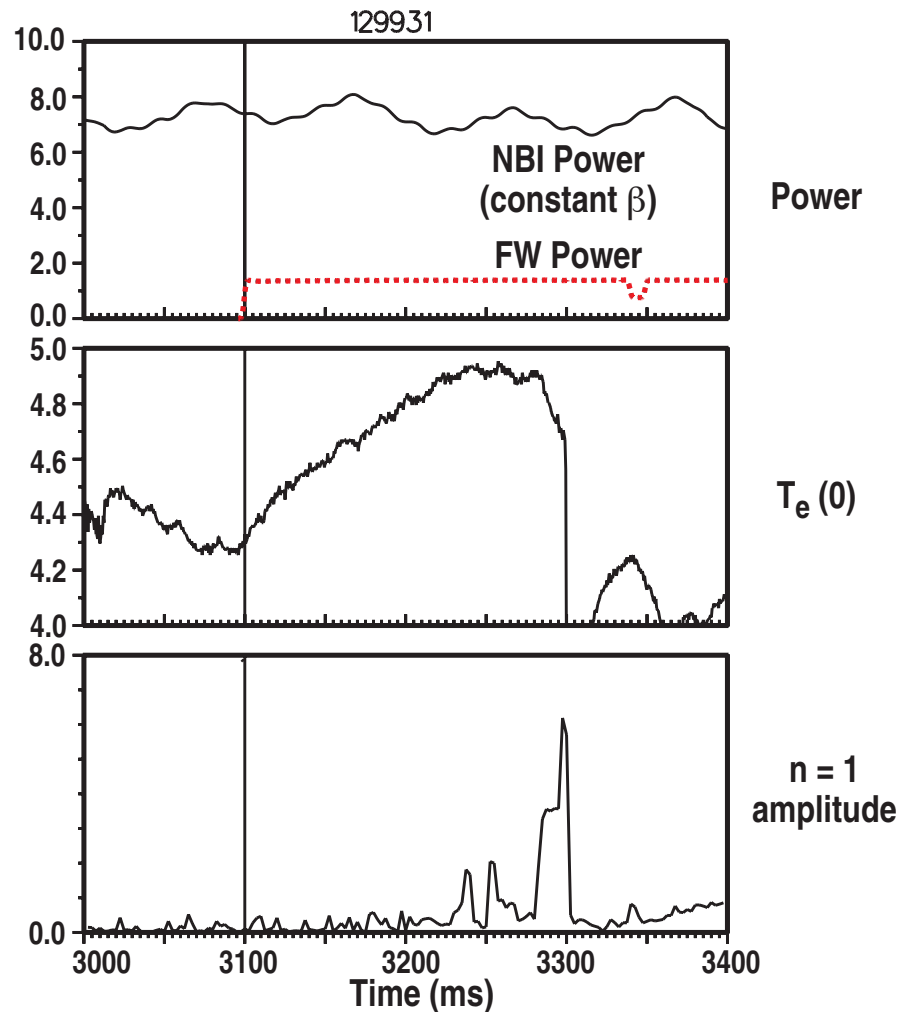 129931
10.0
8.0
6.0
4.0
2.0
0.0
NBI Power
(constant β)
FW Power
Power
5.0
4.8
4.6
4.4
4.2
4.0
Te (0)
8.0
0.0
n = 1
amplitude
3000 3100 3200 3300 3400
Time (ms)